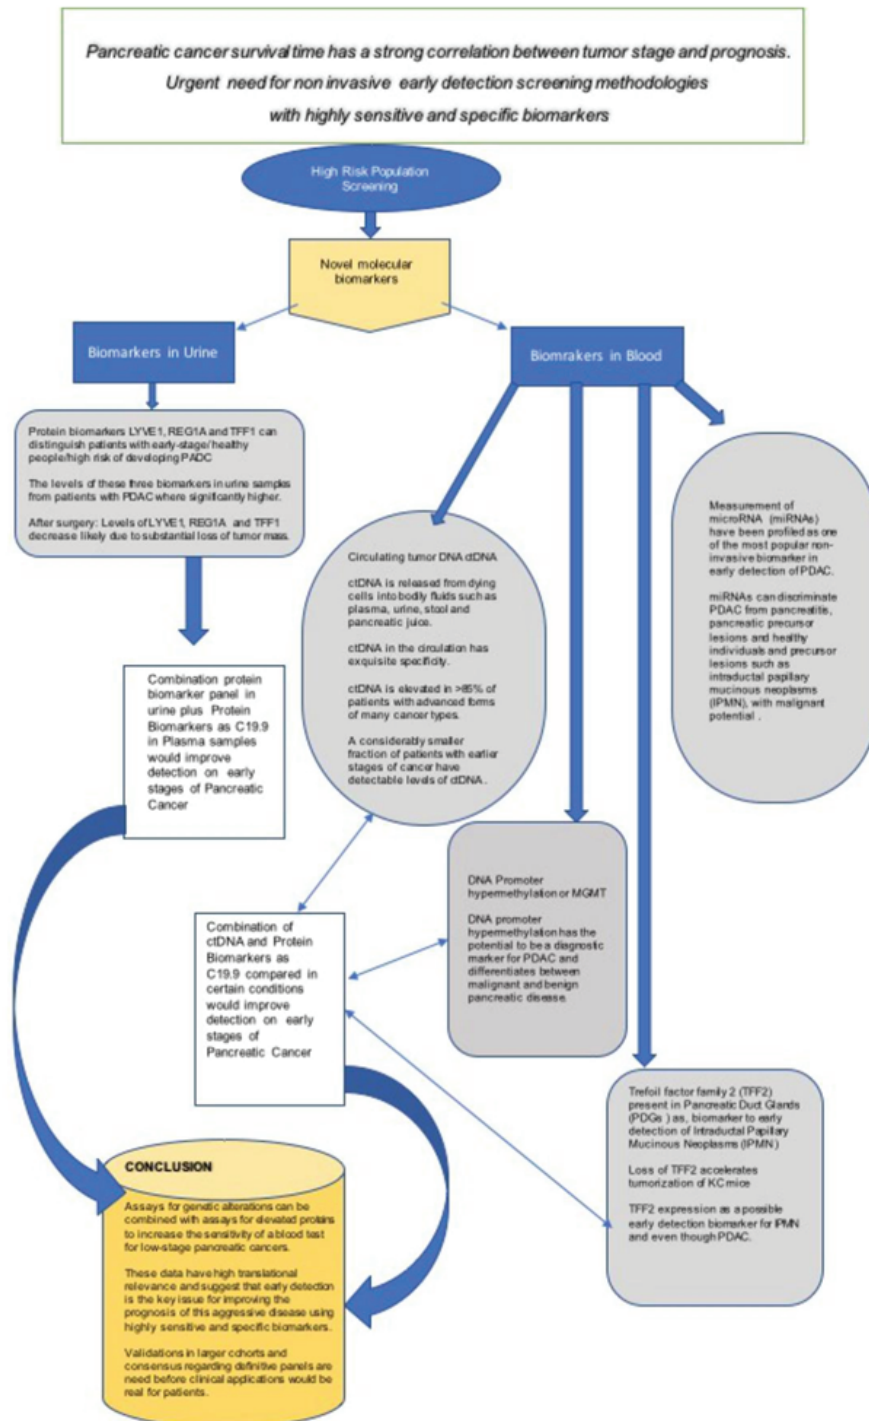 Pancreatic cancer survival time has a strong correlation between tumor stage and prognosis.
Urgent need for non invasive early detection screening methodologies
with highly sensitive and specific biomarkers
High Risk Population
Screening
Novel molecular
biomarkers
Biomarkers in Urine
Biomrakers in Blood
Protein biomarkers LYVE1, REG1A and TFF1 can
distinguish patients with early-stage/healthy
people/high risk of developing PADC
The levels of these three biomarkers in urine samples
from patients with PDAC where significantly higher.
After surgery: Levels of LYVE1, REG1A and TFF1
decrease likely due to substantial loss of tumor mass.
Combination protein
biomarker panel in
urine plus Protein
Biomarkers as C19.9
in Plasma samples
would improve
detection on early
stages of Pancreatic
Cancer
Circulating tumor DNA ctDNA
ctDNA is released from dying
cells into bodily fluids such as
plasma, urine, stool and
pancreatic juice.
ctDNA in the circulation has
exquisite specificity.
ctDNA is elevated in >85% of
patients with advanced forms
of many cancer types.
A considerably smaller
fraction of patients with earlier
stages of cancer have
detectable levels of ctDNA.
Measurement of
microRNA (miRNAs)
have been profiled as one
of the most popular non-
invasive biomarker in
early detection of PDAC.
miRNAs can discriminate
PDAC from pancreatitis,
pancreatic precursor
lesions and healthy
individuals and precursor
lesions such as
intraductal papillary
mucinous neoplasms
(IPMN), with malignant
potential .
Combination of
ctDNA and Protein
Biomarkers as
C19.9 compared in
certain conditions
would improve
detection on early
stages of
Pancreatic Cancer
DNA Promoter
hypermethylation or MGMT
DNA promoter
hypermethylation has the
potential to be a diagnostic
marker for PDAC and
differentiates between
malignant and benign
pancreatic disease.
Trefoil factor family 2 (TFF2)
present in Pancreatic Duct Glands
(PDGs ) as, biomarker to early
detection of Intraductal Papillary
Mucinous Neoplasms (IPMN)
Loss of TFF2 accelerates
tumorization of KC mice
TFF2 expression as a possible
early detection biomarker for IPMN
and even though PDAC.
CONCLUSION
Assays for genetic alterations can be
combined with assays for elevated proteins
to increase the sensitivity of a blood test
for low-stage pancreatic cancers.
These data have high translational
relevance and suggest that early detection
is the key issue for improving the
prognosis of this aggressive disease using
highly sensitive and specific biomarkers.
Validations in larger cohorts and
consensus regarding definitive panels are
need before clinical applications would be
real for patients.